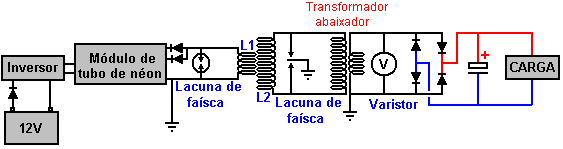 Transformador
abaixador
L1
Inversor
Módulo de
tubo de néon
V
+
CARGA
Lacuna de
faísca
L2
Lacuna de
faísca
Varistor
12V